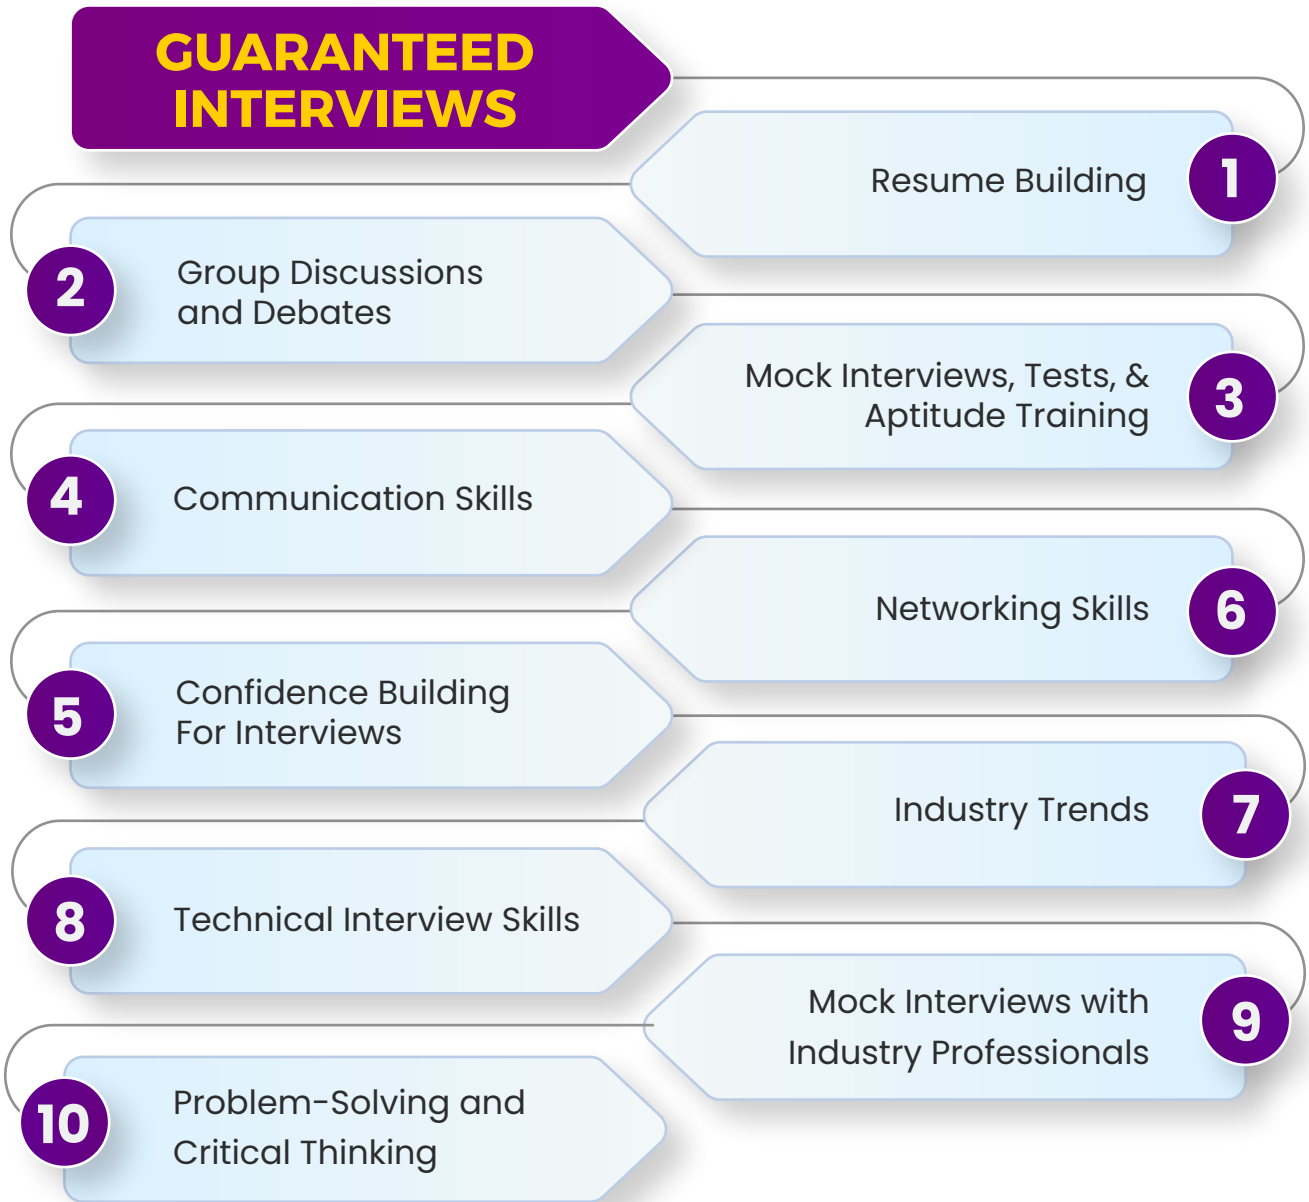 GUARANTEED
INTERVIEWS
Resume Building
1
2
Group Discussions
and Debates
Mock Interviews, Tests, &
Aptitude Training
3
4
Communication Skills
Networking Skills
6
5
Confidence Building
For Interviews
Industry Trends
7
8
Technical Interview Skills
Mock Interviews with
Industry Professionals
9
10
Problem-Solving and
Critical Thinking